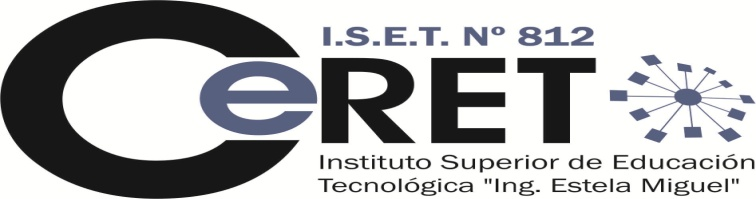 I.S.E.T. Nº 812
CeRET
Instituto Superior de Educación
Tecnológica "Ing. Estela Miguel"